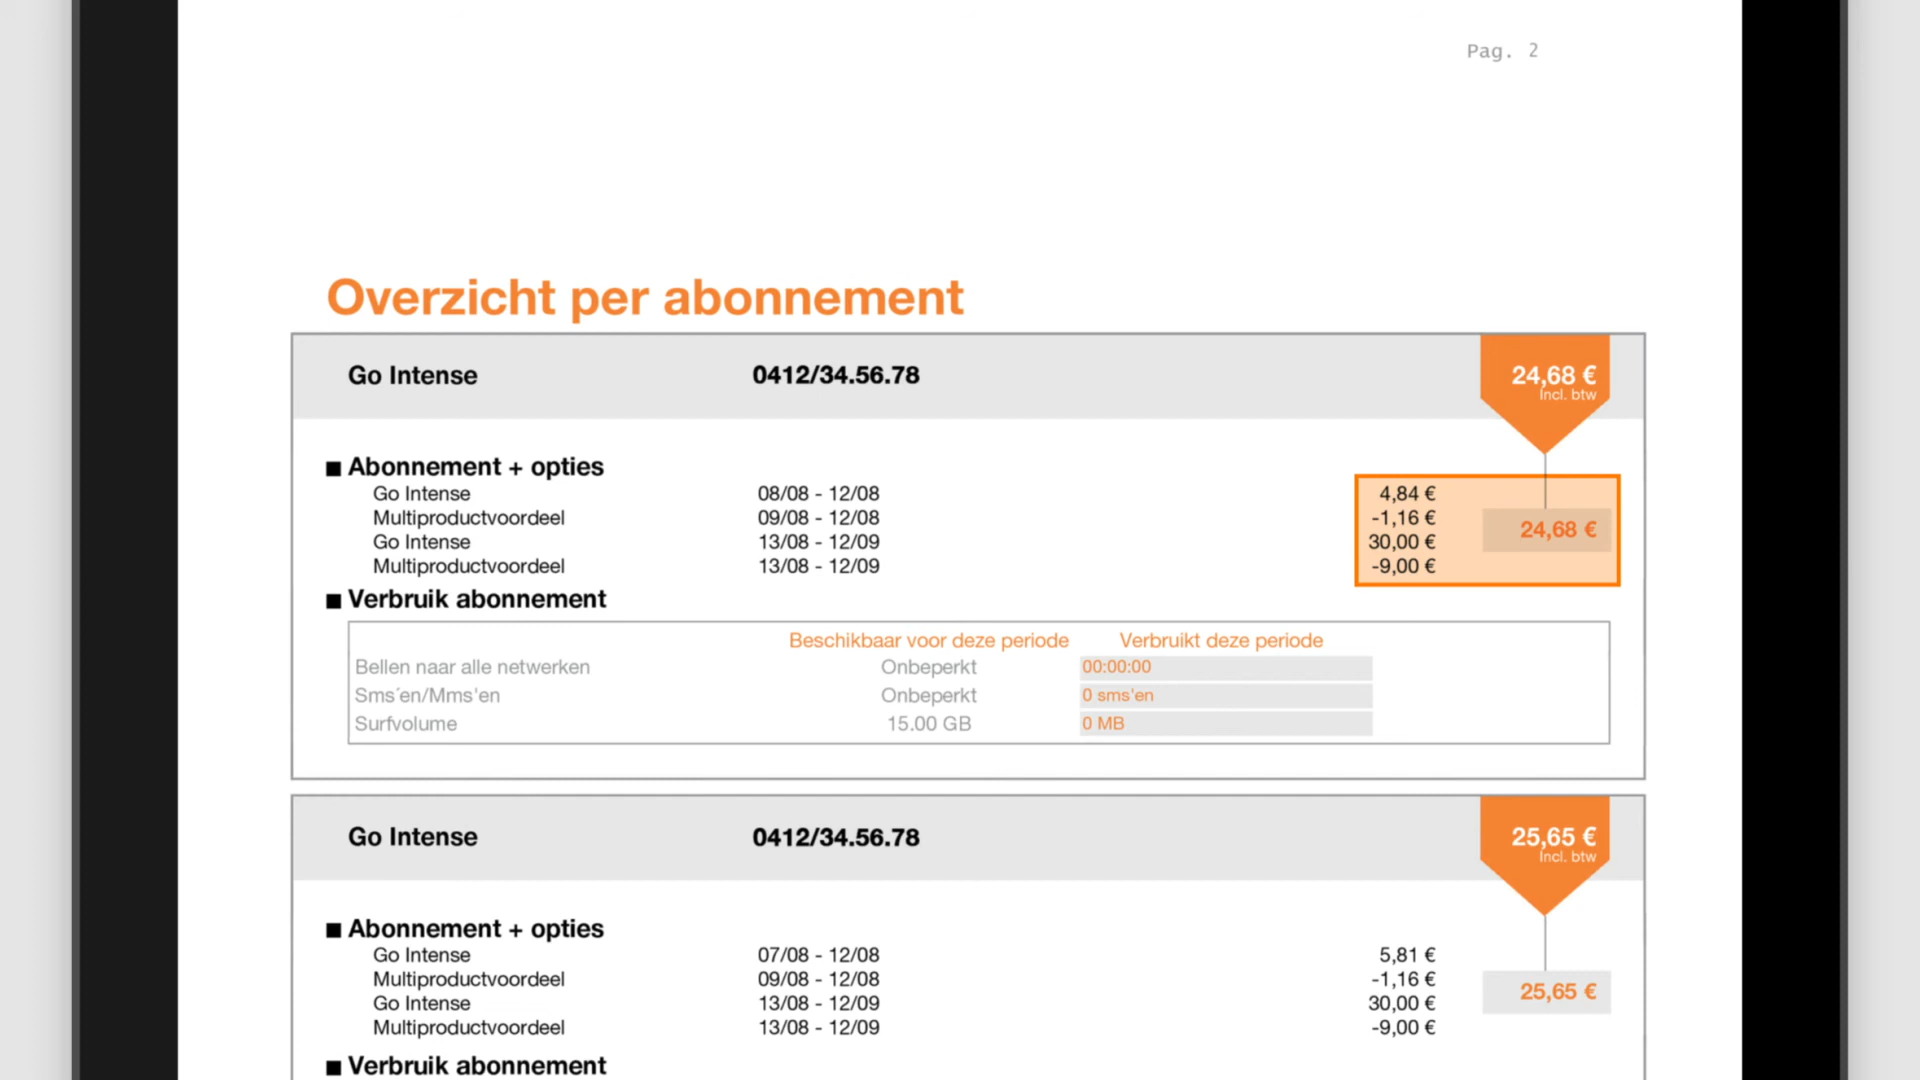 Pag. 2
Overzicht per abonnement
Go Intense 0412/34.56.78 24,68 €
Incl. btw
■ Abonnement + opties
Go Intense 08/08 - 12/08 4,84 €
Multiproductvoordeel 09/08 - 12/08 -1,16 €
24,68 €
Go Intense 13/08 - 12/09 30,00 €
Multiproductvoordeel 13/08 - 12/09 -9,00 €
■ Verbruik abonnement
Beschikbaar voor deze periode Verbruikt deze periode
Bellen naar alle netwerken Onbeperkt 00:00:00
Sms´en/Mms'en Onbeperkt 0 sms'en
Surfvolume 15.00 GB 0 MB
Go Intense 0412/34.56.78 25,65 €
Incl. btw
■ Abonnement + opties
Go Intense 07/08 - 12/08 5,81 €
Multiproductvoordeel 09/08 - 12/08 -1,16 €
25,65 €
Go Intense 13/08 - 12/09 30,00 €
Multiproductvoordeel 13/08 - 12/09 -9,00 €
■ Verbruik abonnement